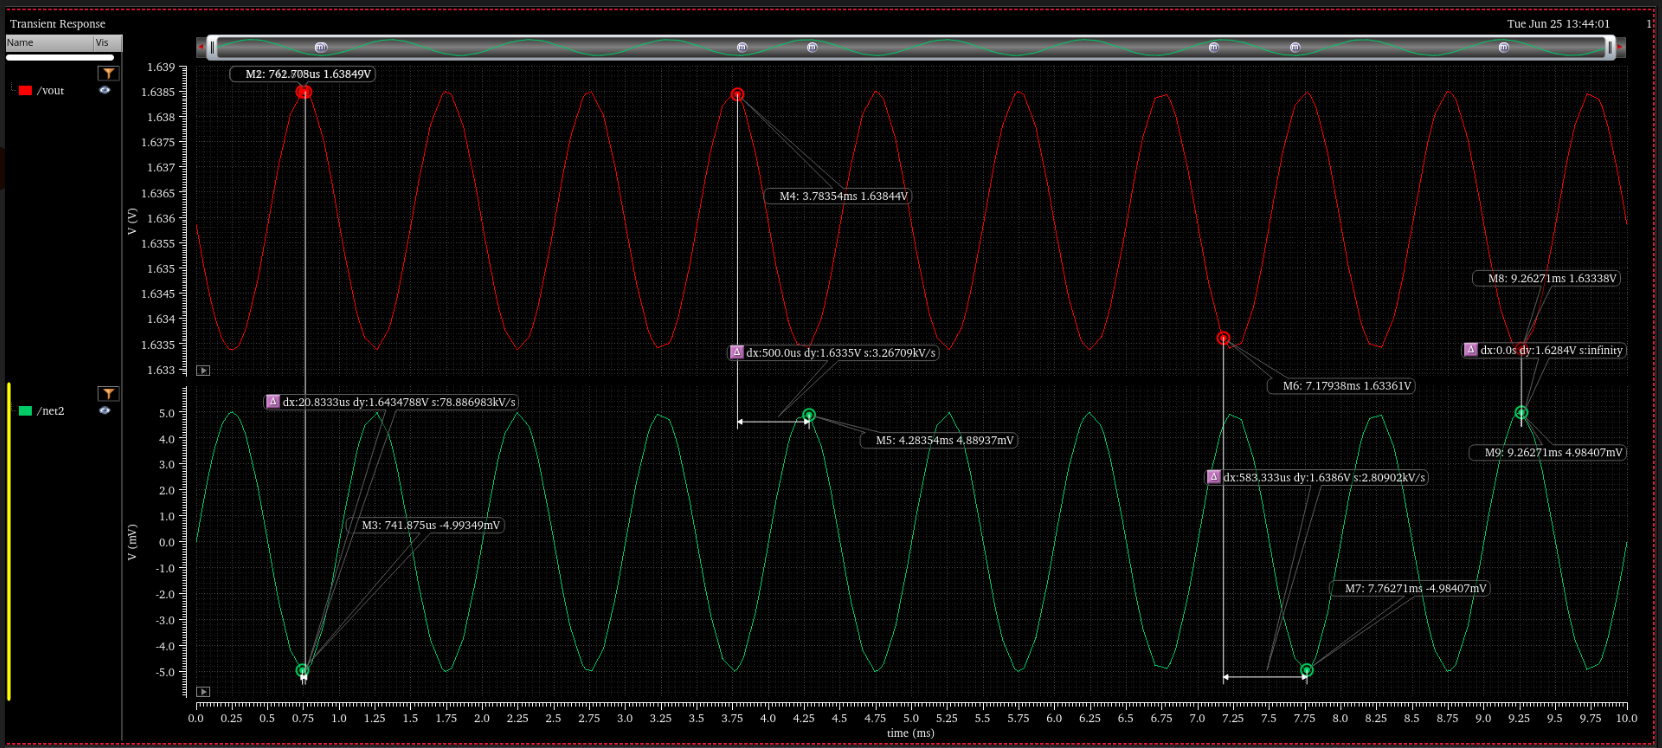 Transient Response
Tue Jun 25 13:44:01
1
Name
Vis
/vout
/net2
1.639
1.6385
1.638
1.6375
1.637
1.6365
1.636
1.6355
1.635
1.6345
1.634
1.6335
1.633
V (V)
M2: 762.708us 1.63849V
M4: 3.78354ms 1.63844V
M8: 9.26271ms 1.63338V
dx:500.0us dy:1.6335V s:3.26709kV/s
dx:0.0s dy:1.6284V s:infinity
M6: 7.17938ms 1.63361V
dx:20.8333us dy:1.6434788V s:78.886983kV/s
M5: 4.28354ms 4.88937mV
M9: 9.26271ms 4.98407mV
dx:583.333us dy:1.6386V s:2.80902kV/s
M3: 741.875us -4.99349mV
M7: 7.76271ms -4.98407mV
5.0
4.0
3.0
2.0
1.0
0.0
-1.0
-2.0
-3.0
-4.0
-5.0
V (mV)
0.0 0.25 0.5 0.75 1.0 1.25 1.5 1.75 2.0 2.25 2.5 2.75 3.0 3.25 3.5 3.75 4.0 4.25 4.5 4.75 5.0 5.25 5.5 5.75 6.0 6.25 6.5 6.75 7.0 7.25 7.5 7.75 8.0 8.25 8.5 8.75 9.0 9.25 9.5 9.75 10.0
time (ms)